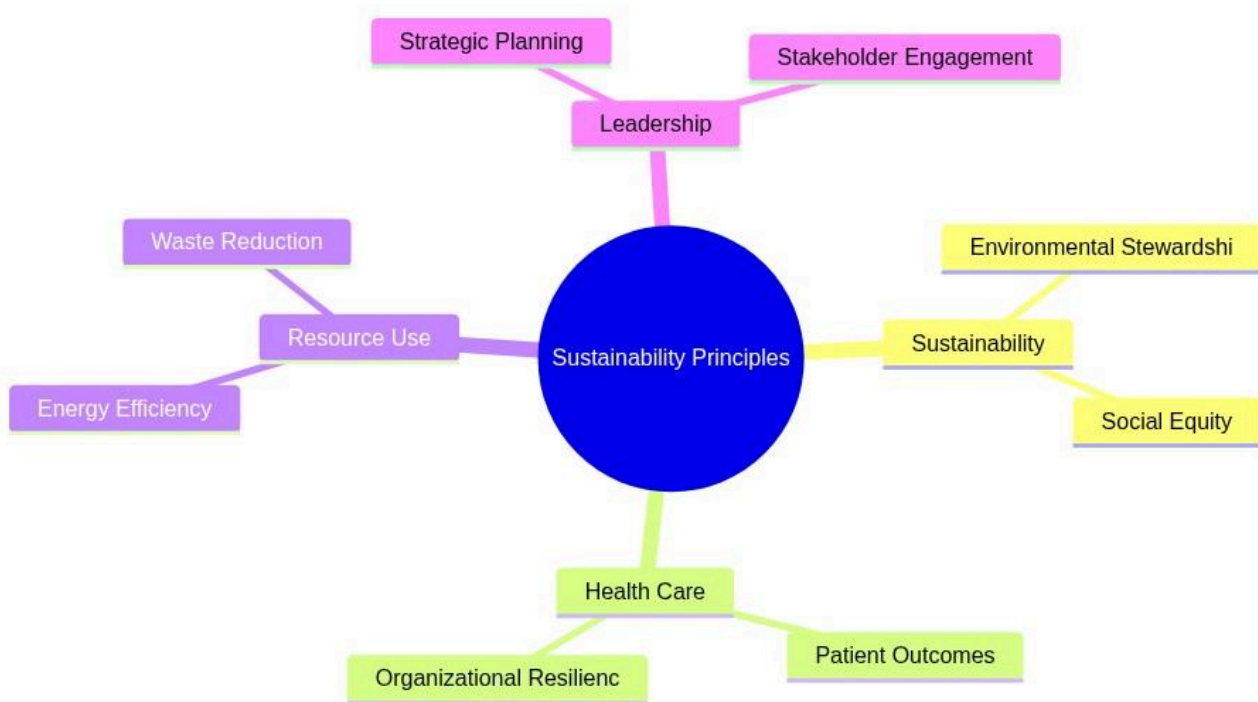 Strategic Planning
Stakeholder Engagement
Leadership
Waste Reduction
Environmental Stewardshi
Resource Use
Sustainability Principles
Sustainability
Energy Efficiency
Social Equity
Health Care
Organizational Resilienc
Patient Outcomes